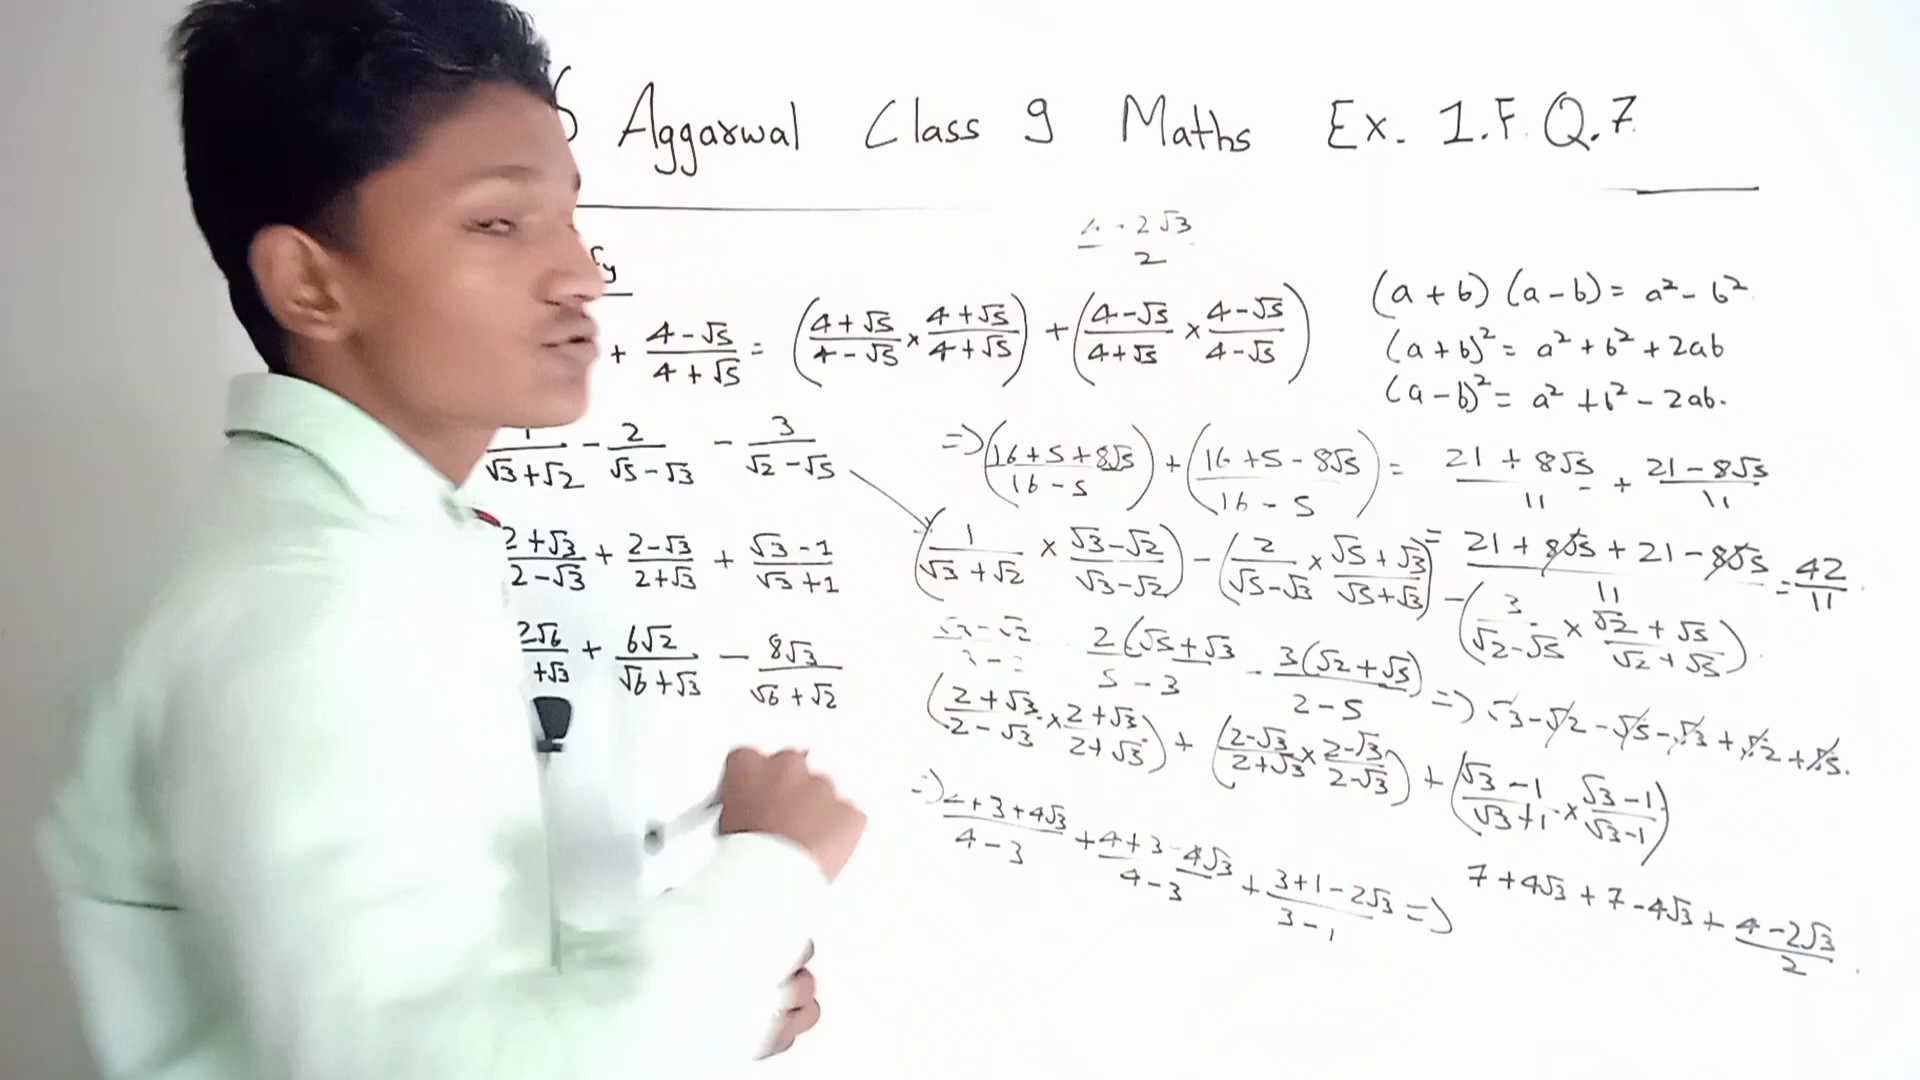 Aggarwal Class 9 Maths Ex. 1.F Q.7
4 - 2√3 / 2
+ (4 - √5)/(4 + √5) = ((4 + √5)/(4 - √5) × (4 + √5)/(4 + √5)) + ((4 - √5)/(4 + √5) × (4 - √5)/(4 - √5))
(a + b) (a - b) = a² - b²
(a + b)² = a² + b² + 2ab
(a - b)² = a² + b² - 2ab.
1/(√3 + √2) - 2/(√5 - √3) - 3/(√2 - √5)
=> ((16 + 5 + 8√5)/(16 - 5)) + ((16 + 5 - 8√5)/(16 - 5)) = (21 + 8√5)/11 + (21 - 8√5)/11
= (21 + 8√5 + 21 - 8√5)/11 = 42/11
(2 + √3)/(2 - √3) + (2 - √3)/(2 + √3) + (√3 - 1)/(√3 + 1)
(1/(√3 + √2) × (√3 - √2)/(√3 - √2)) - (2/(√5 - √3) × (√5 + √3)/(√5 + √3)) - (3/(√2 - √5) × (√2 + √5)/(√2 + √5))
2√6/ +√3 + 6√2/(√6 + √3) - 8√3/(√6 + √2)
√3 - √2 / 3 - 2(√5 + √3)/(5 - 3) - 3(√2 + √5)/(2 - 5) => √3 - √2 - √5 - √3 + √2 + √5.
((2 + √3)/(2 - √3) × (2 + √3)/(2 + √3)) + ((2 - √3)/(2 + √3) × (2 - √3)/(2 - √3)) + ((√3 - 1)/(√3 + 1) × (√3 - 1)/(√3 - 1))
=> (4 + 3 + 4√3)/(4 - 3) + (4 + 3 - 4√3)/(4 - 3) + (3 + 1 - 2√3)/(3 - 1) => 7 + 4√3 + 7 - 4√3 + (4 - 2√3)/2